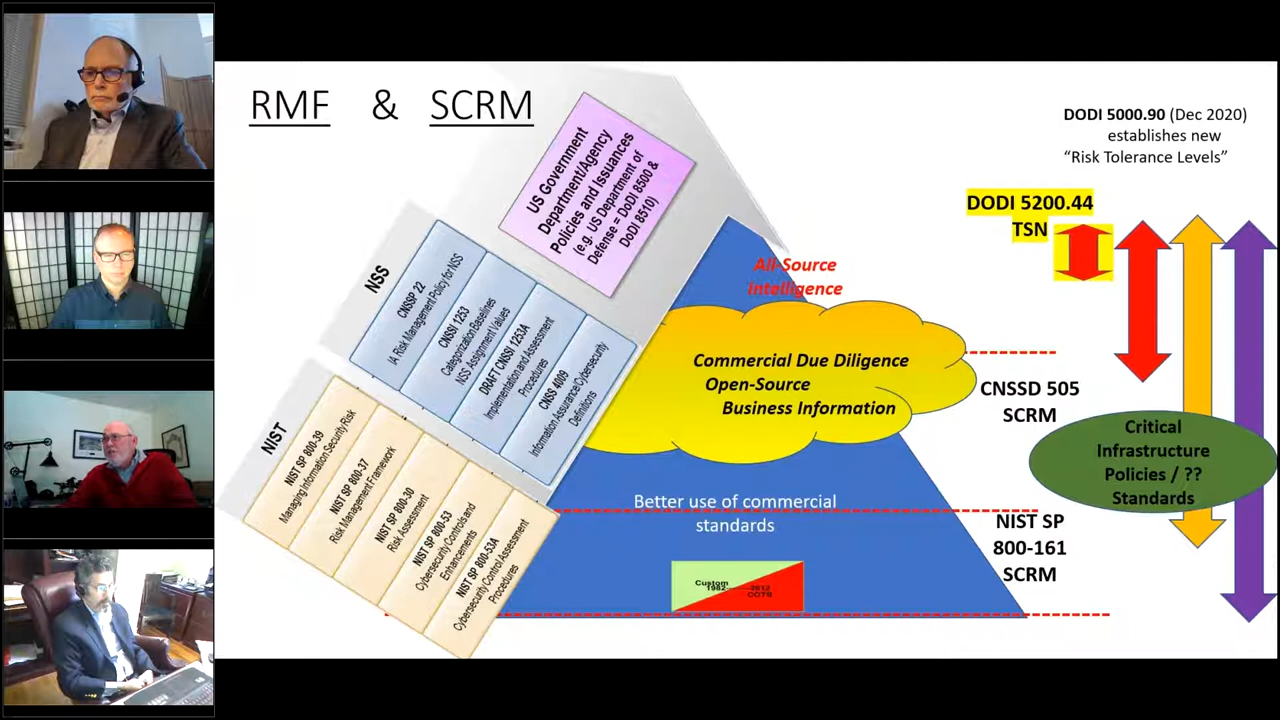 RMF & SCRM
DODI 5000.90 (Dec 2020)
establishes new
“Risk Tolerance Levels”
US Government
Department/Agency
Policies and Issuances
(e.g. US Department of
Defense = DoDI 8500 &
DoDI 8510)
NSS
CNSSP 22
IA Risk Management Policy for NSS
CNSSI 1253
Categorization Baselines
NSS Assignment Values
DRAFT CNSSI 1253A
Implementation and Assessment
Procedures
CNSS 4009
Information Assurance/Cybersecurity
Definitions
NIST
NIST SP 800-39
Managing Information Security Risk
NIST SP 800-37
Risk Management Framework
NIST SP 800-30
Risk Assessment
NIST SP 800-53
Cybersecurity Controls and
Enhancements
NIST SP 800-53A
Cybersecurity Control Assessment
Procedures
All-Source
Intelligence
Commercial Due Diligence
Open-Source
Business Information
Better use of commercial
standards
Custom
1982
2012
COTS
DODI 5200.44
TSN
CNSSD 505
SCRM
Critical
Infrastructure
Policies / ??
Standards
NIST SP
800-161
SCRM